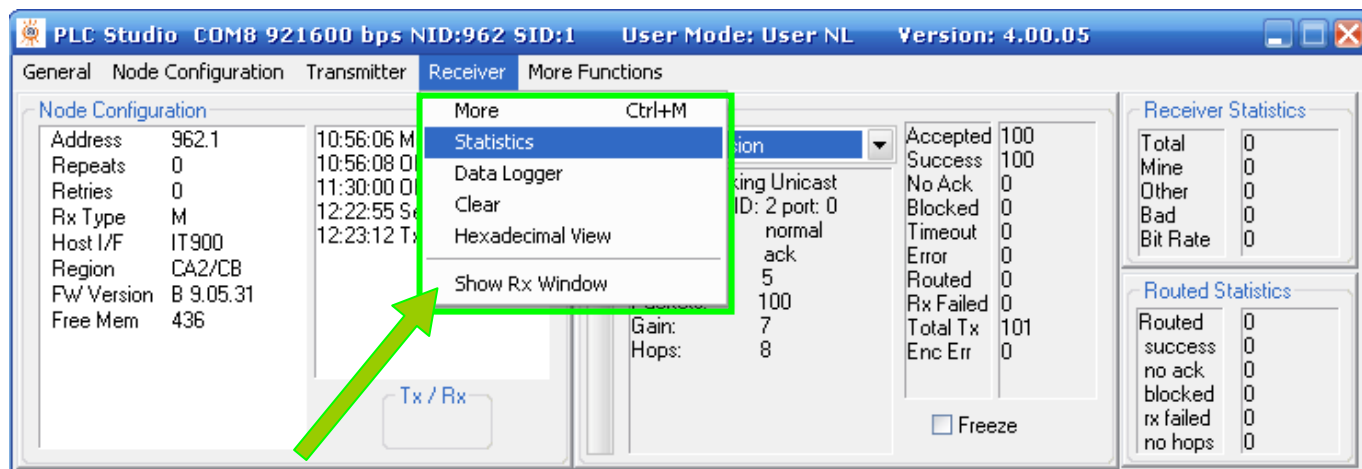 PLC Studio COM8 921600 bps NID:962 SID:1 User Mode: User NL Version: 4.00.05
General Node Configuration Transmitter Receiver More Functions
Node Configuration
Address 962.1
Repeats 0
Retries 0
Rx Type M
Host I/F IT900
Region CA2/CB
FW Version B 9.05.31
Free Mem 436
10:56:06 M
10:56:08
11:30:00
12:22:55
12:23:12
Tx / Rx
More Ctrl+M
Statistics
Data Logger
Clear
Hexadecimal View
Show Rx Window
Unicast
ID: 2 port: 0
normal
ack
5
100
Gain: 7
Hops: 8
Accepted 100
Success 100
No Ack 0
Blocked 0
Timeout 0
Error 0
Routed 0
Rx Failed 0
Total Tx 101
Enc Err 0
Freeze
Receiver Statistics
Total 0
Mine 0
Other 0
Bad 0
Bit Rate 0
Routed Statistics
Routed 0
success 0
no ack 0
blocked 0
rx failed 0
no hops 0